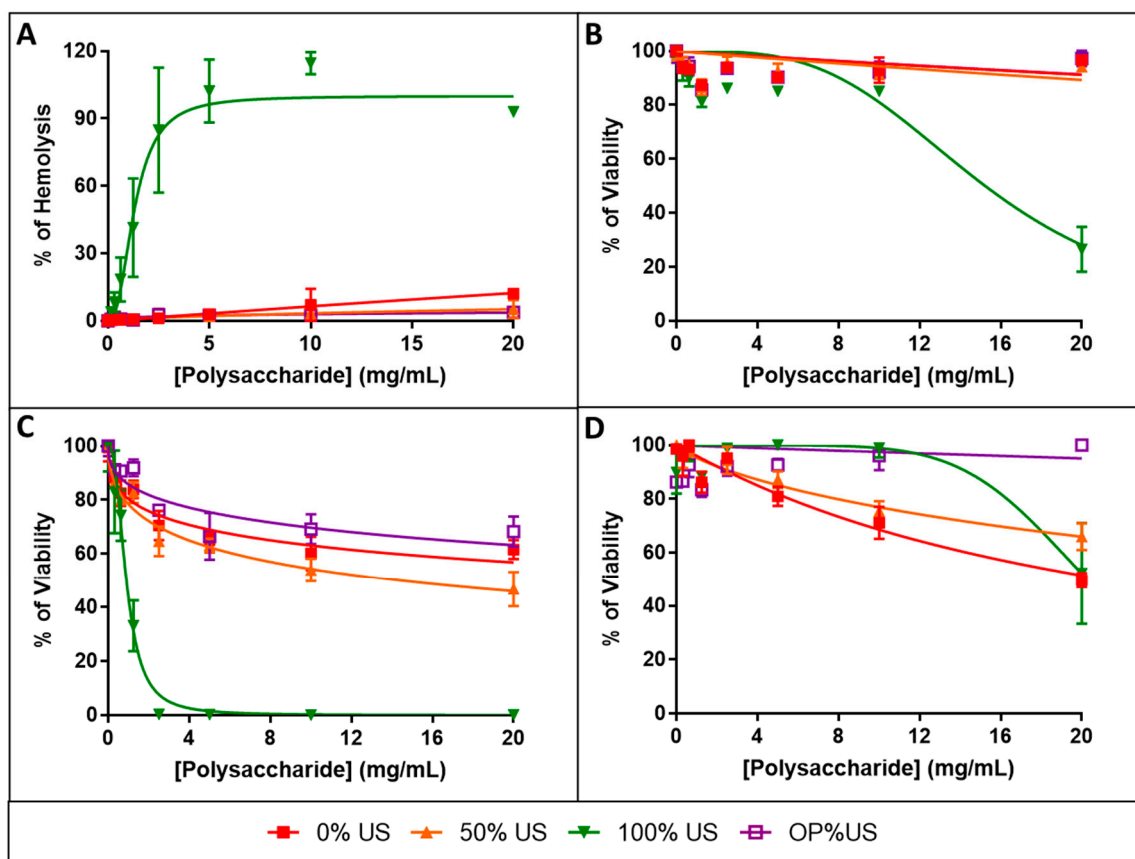 A
% of Hemolysis
120
90
60
30
0
0 5 10 15 20
[Polysaccharide] (mg/mL)
B
% of Viability
100
80
60
40
20
0
0 4 8 12 16 20
[Polysaccharide] (mg/mL)
C
% of Viability
100
80
60
40
20
0
0 4 8 12 16 20
[Polysaccharide] (mg/mL)
D
% of Viability
100
80
60
40
20
0
0 4 8 12 16 20
[Polysaccharide] (mg/mL)
0% US 50% US 100% US OP%US